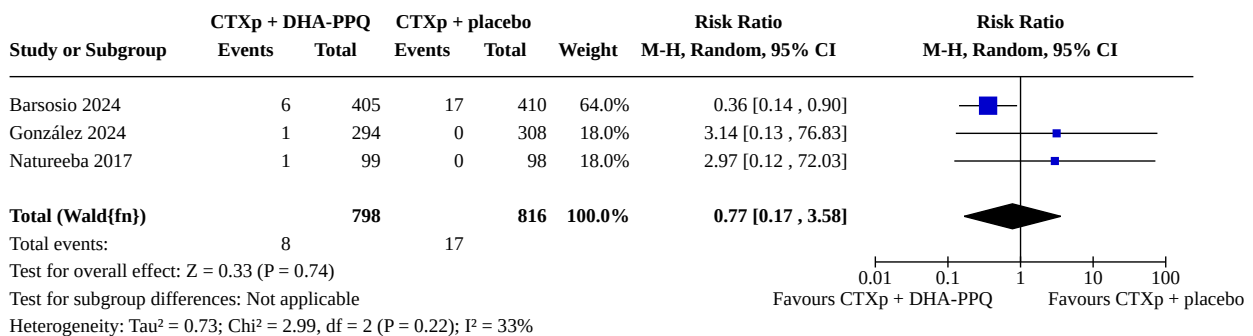 CTXp + DHA-PPQ CTXp + placebo Risk Ratio Risk Ratio
Study or Subgroup Events Total Events Total Weight M-H, Random, 95% CI M-H, Random, 95% CI
Barsosio 2024 6 405 17 410 64.0% 0.36 [0.14 , 0.90]
González 2024 1 294 0 308 18.0% 3.14 [0.13 , 76.83]
Natureeba 2017 1 99 0 98 18.0% 2.97 [0.12 , 72.03]
Total (Wald{fn}) 798 816 100.0% 0.77 [0.17 , 3.58]
Total events: 8 17
Test for overall effect: Z = 0.33 (P = 0.74) 0.01 0.1 1 10 100
Test for subgroup differences: Not applicable Favours CTXp + DHA-PPQ Favours CTXp + placebo
Heterogeneity: Tau² = 0.73; Chi² = 2.99, df = 2 (P = 0.22); I² = 33%